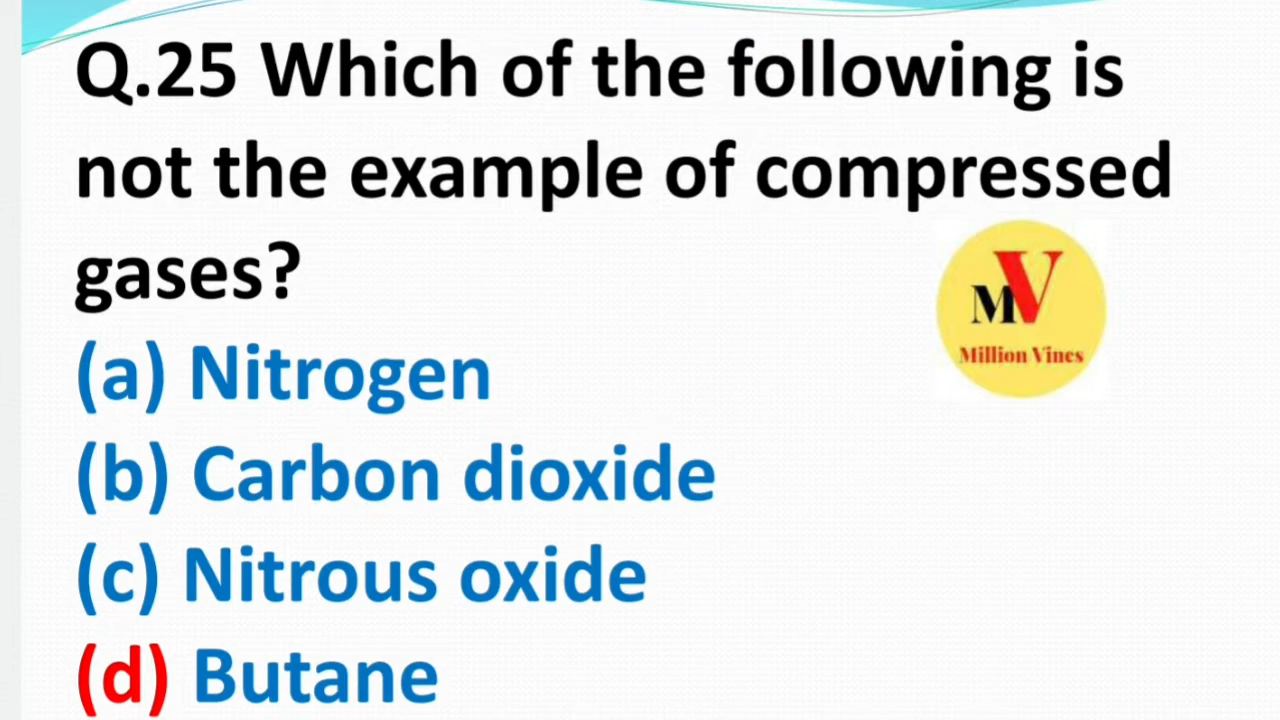 Q.25 Which of the following is
not the example of compressed
gases?
MV
Million Vines
(a) Nitrogen
(b) Carbon dioxide
(c) Nitrous oxide
(d) Butane